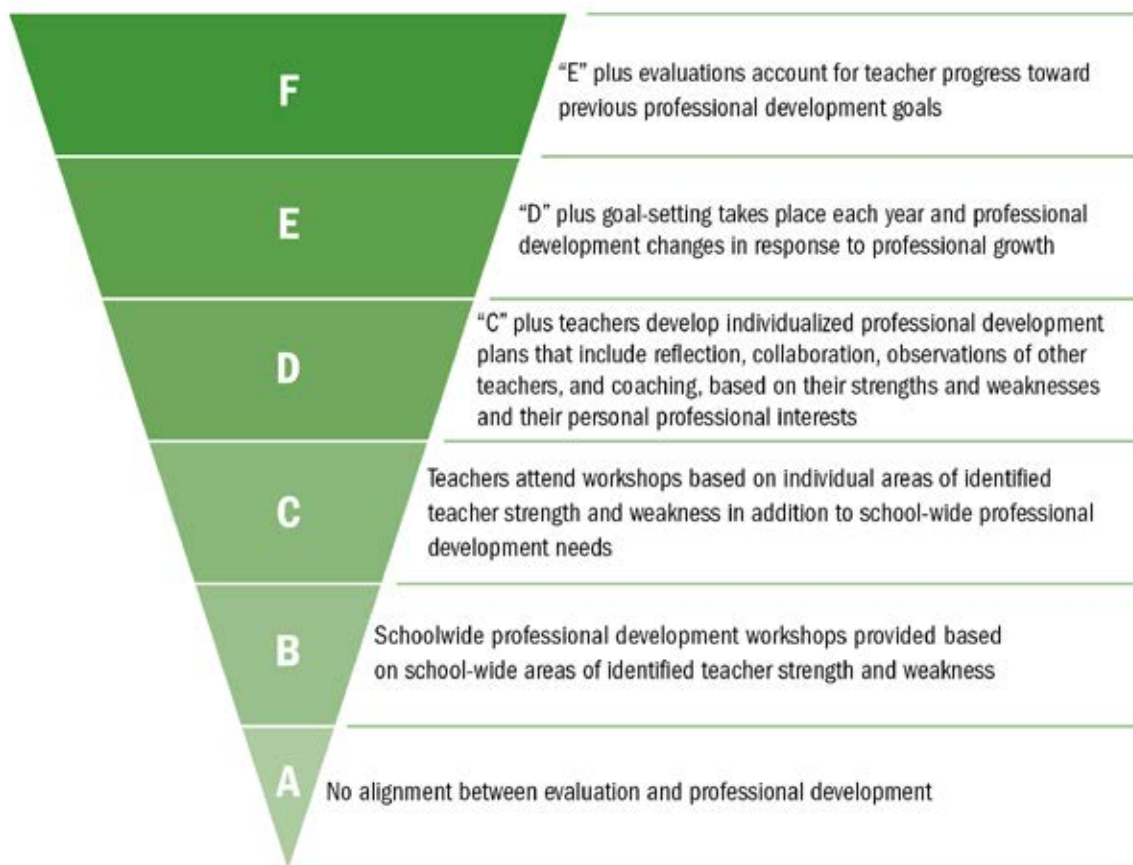 F
“E” plus evaluations account for teacher progress toward
previous professional development goals
E
“D” plus goal-setting takes place each year and professional
development changes in response to professional growth
D
“C” plus teachers develop individualized professional development
plans that include reflection, collaboration, observations of other
teachers, and coaching, based on their strengths and weaknesses
and their personal professional interests
C
Teachers attend workshops based on individual areas of identified
teacher strength and weakness in addition to school-wide professional
development needs
B
Schoolwide professional development workshops provided based
on school-wide areas of identified teacher strength and weakness
A
No alignment between evaluation and professional development